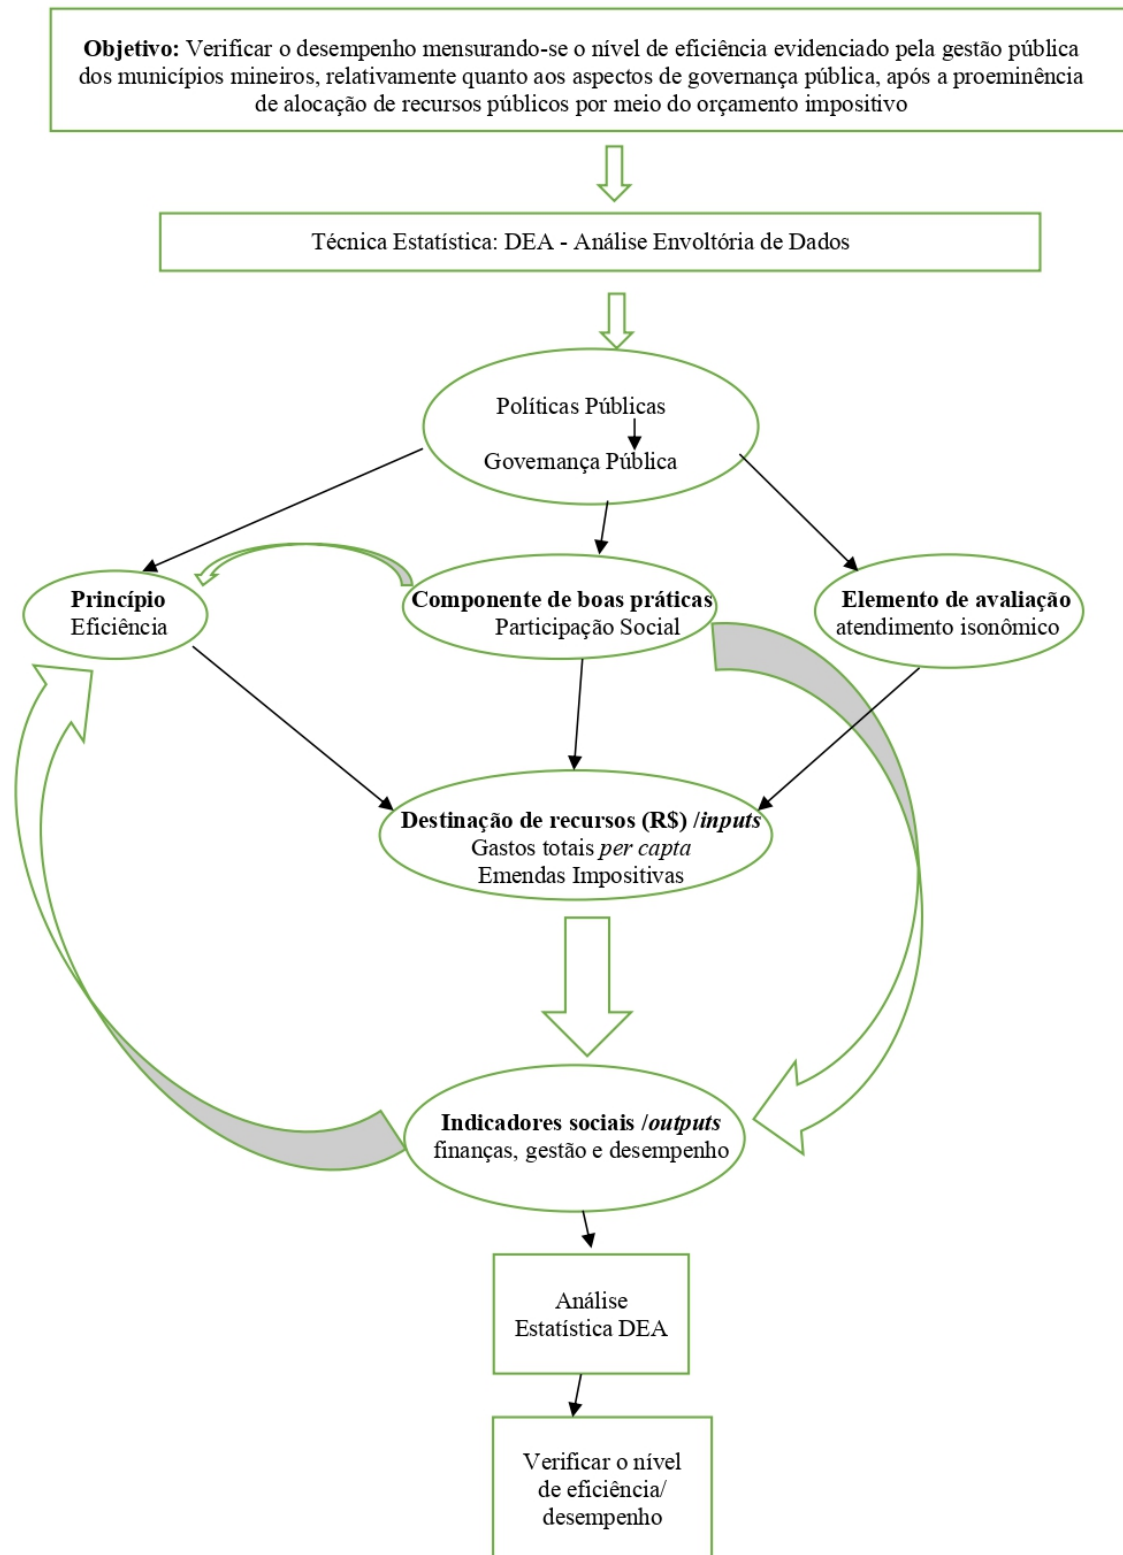 Objetivo: Verificar o desempenho mensurando-se o nível de eficiência evidenciado pela gestão pública
dos municípios mineiros, relativamente quanto aos aspectos de governança pública, após a proeminência
de alocação de recursos públicos por meio do orçamento impositivo
Técnica Estatística: DEA - Análise Envoltória de Dados
Políticas Públicas
Governança Pública
Princípio
Eficiência
Componente de boas práticas
Participação Social
Elemento de avaliação
atendimento isonômico
Destinação de recursos (R$) /inputs
Gastos totais per capta
Emendas Impositivas
Indicadores sociais /outputs
finanças, gestão e desempenho
Análise
Estatística DEA
Verificar o nível
de eficiência/
desempenho